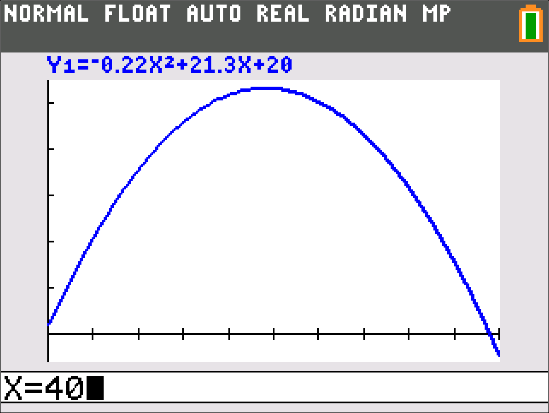 NORMAL FLOAT AUTO REAL RADIAN MP
Y₁=⁻0.22X²+21.3X+20
X=40